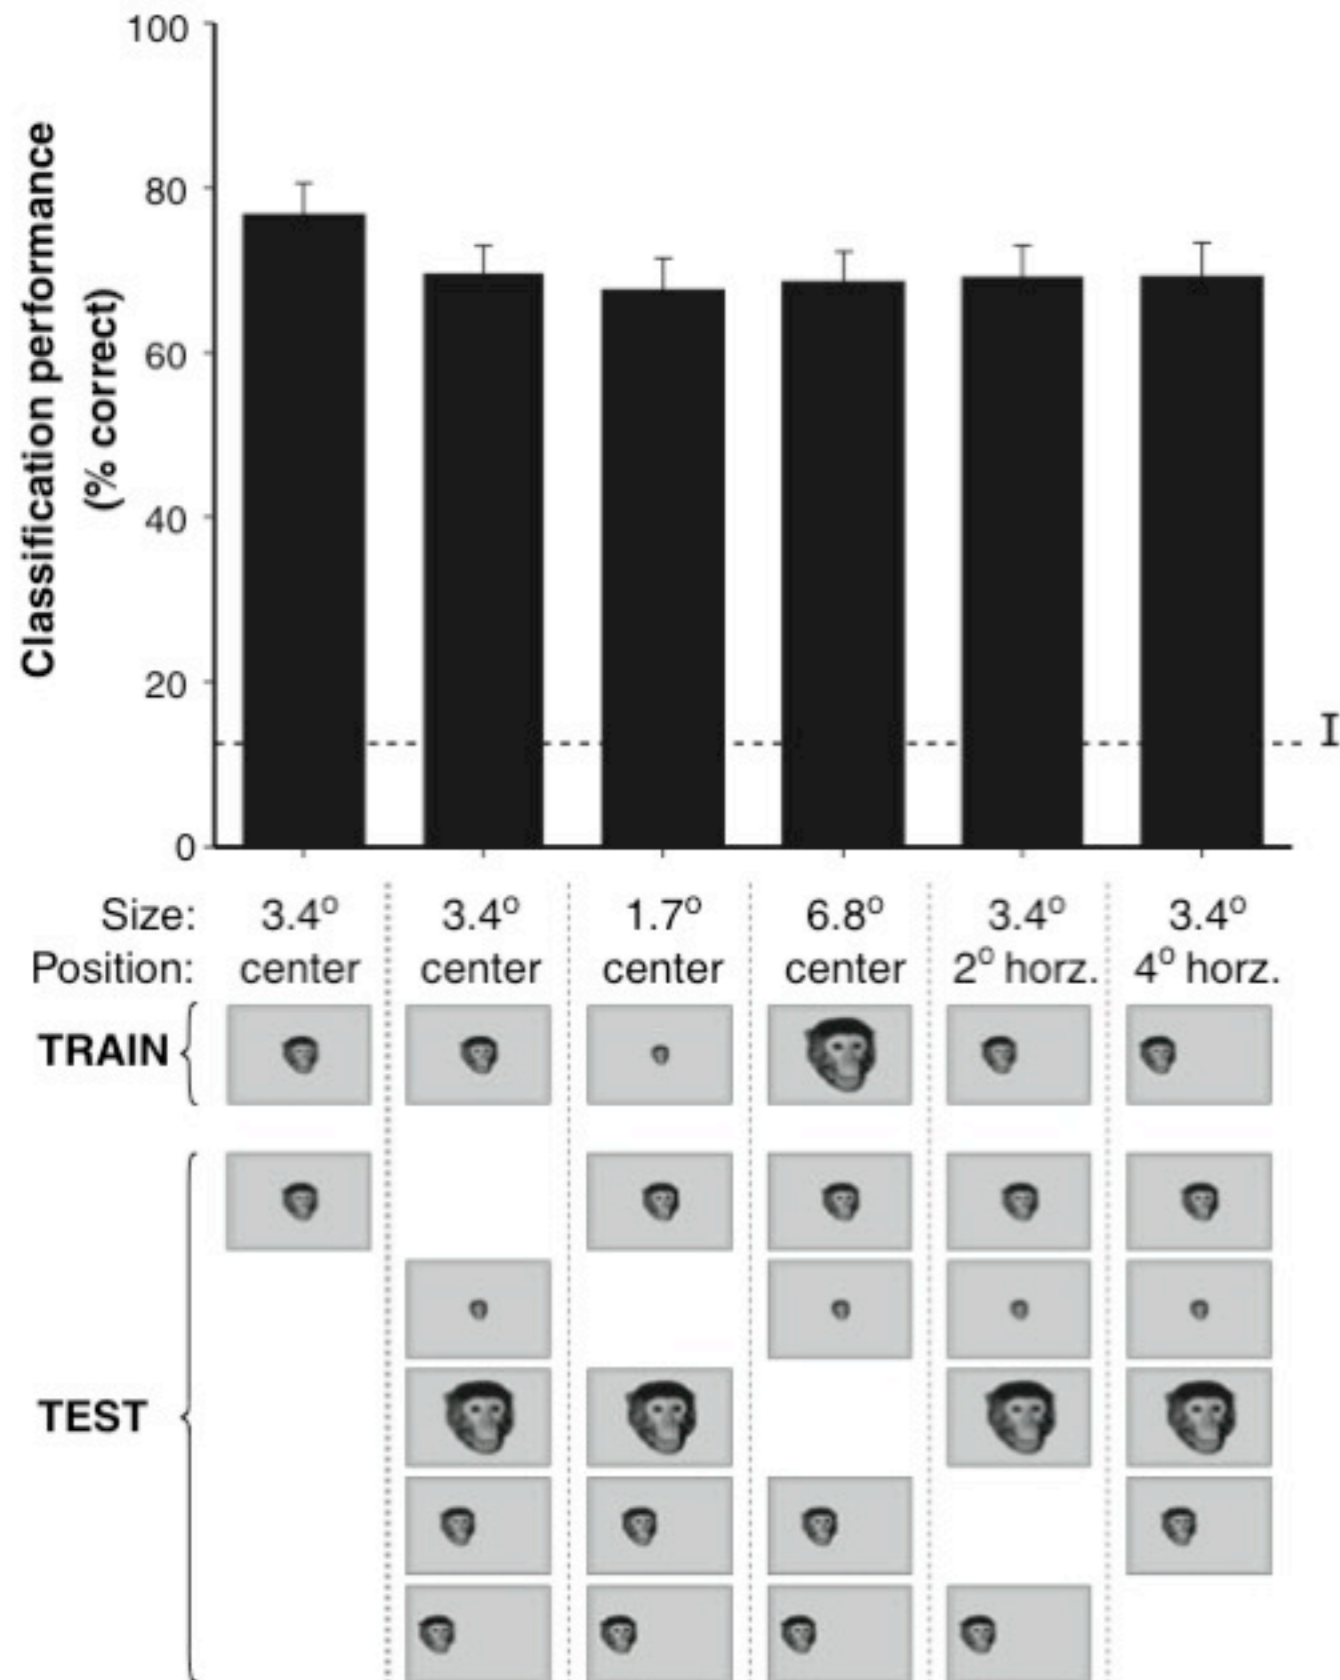 Classification performance
(% correct)
100
80
60
40
20
0
I
Size: 3.4° 3.4° 1.7° 6.8° 3.4° 3.4°
Position: center center center center 2° horz. 4° horz.
TRAIN
TEST